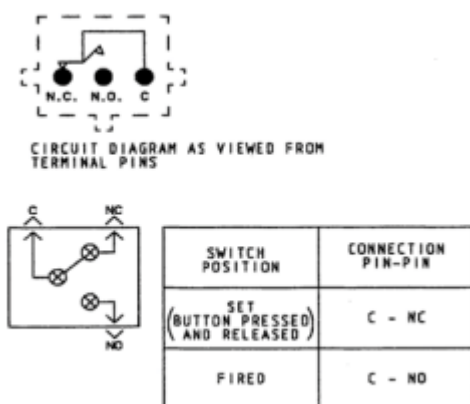 N.C. N.O. C
CIRCUIT DIAGRAM AS VIEWED FROM
TERMINAL PINS
C NC
NO
SWITCH
POSITION
CONNECTION
PIN-PIN
SET
(BUTTON PRESSED
AND RELEASED)
C - NC
FIRED
C - NO